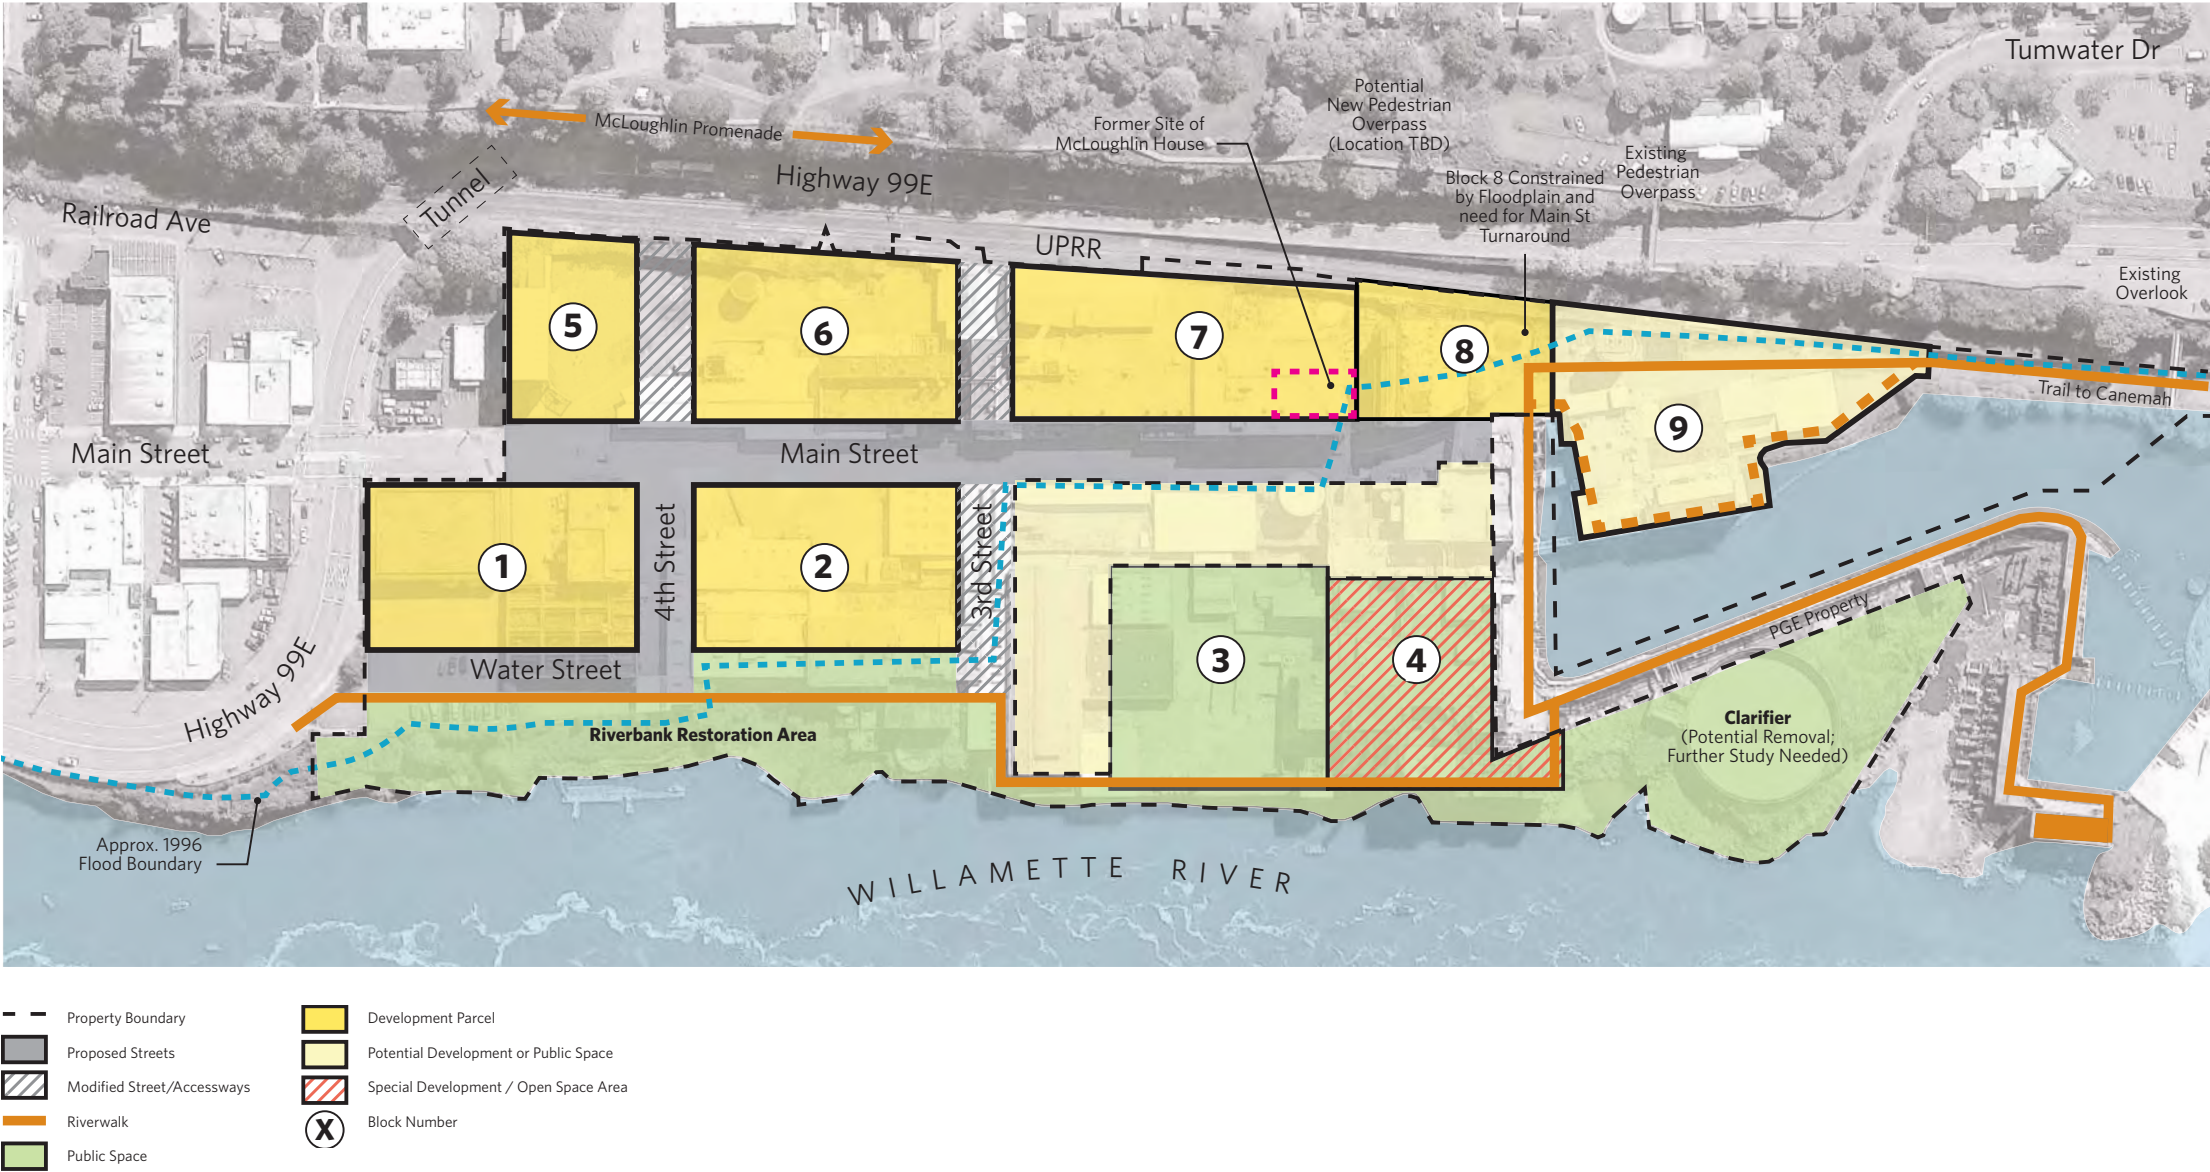 Tumwater Dr
Potential
New Pedestrian
Overpass
(Location TBD)
McLoughlin Promenade
Former Site of
McLoughlin House
Existing
Pedestrian
Overpass
Block 8 Constrained
by Floodplain and
need for Main St
Turnaround
Highway 99E
Tunnel
Railroad Ave
UPRR
Existing
Overlook
5
6
7
8
9
Trail to Canemah
Main Street
Main Street
1
2
3
4
4th Street
3rd Street
PGE Property
Water Street
Highway 99E
Riverbank Restoration Area
Clarifier
(Potential Removal;
Further Study Needed)
Approx. 1996
Flood Boundary
WILLAMETTE RIVER
Property Boundary
Proposed Streets
Modified Street/Accessways
Riverwalk
Public Space
Development Parcel
Potential Development or Public Space
Special Development / Open Space Area
X
Block Number